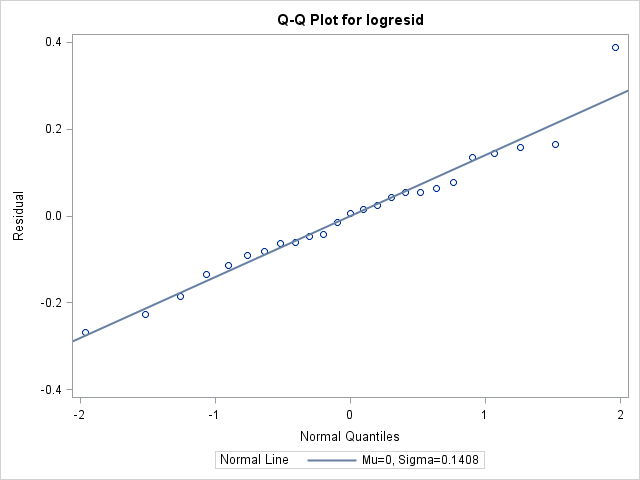 Q-Q Plot for logresid
0.4
0.2
0.0
-0.2
-0.4
Residual
-2 -1 0 1 2
Normal Quantiles
Normal Line Mu=0, Sigma=0.1408